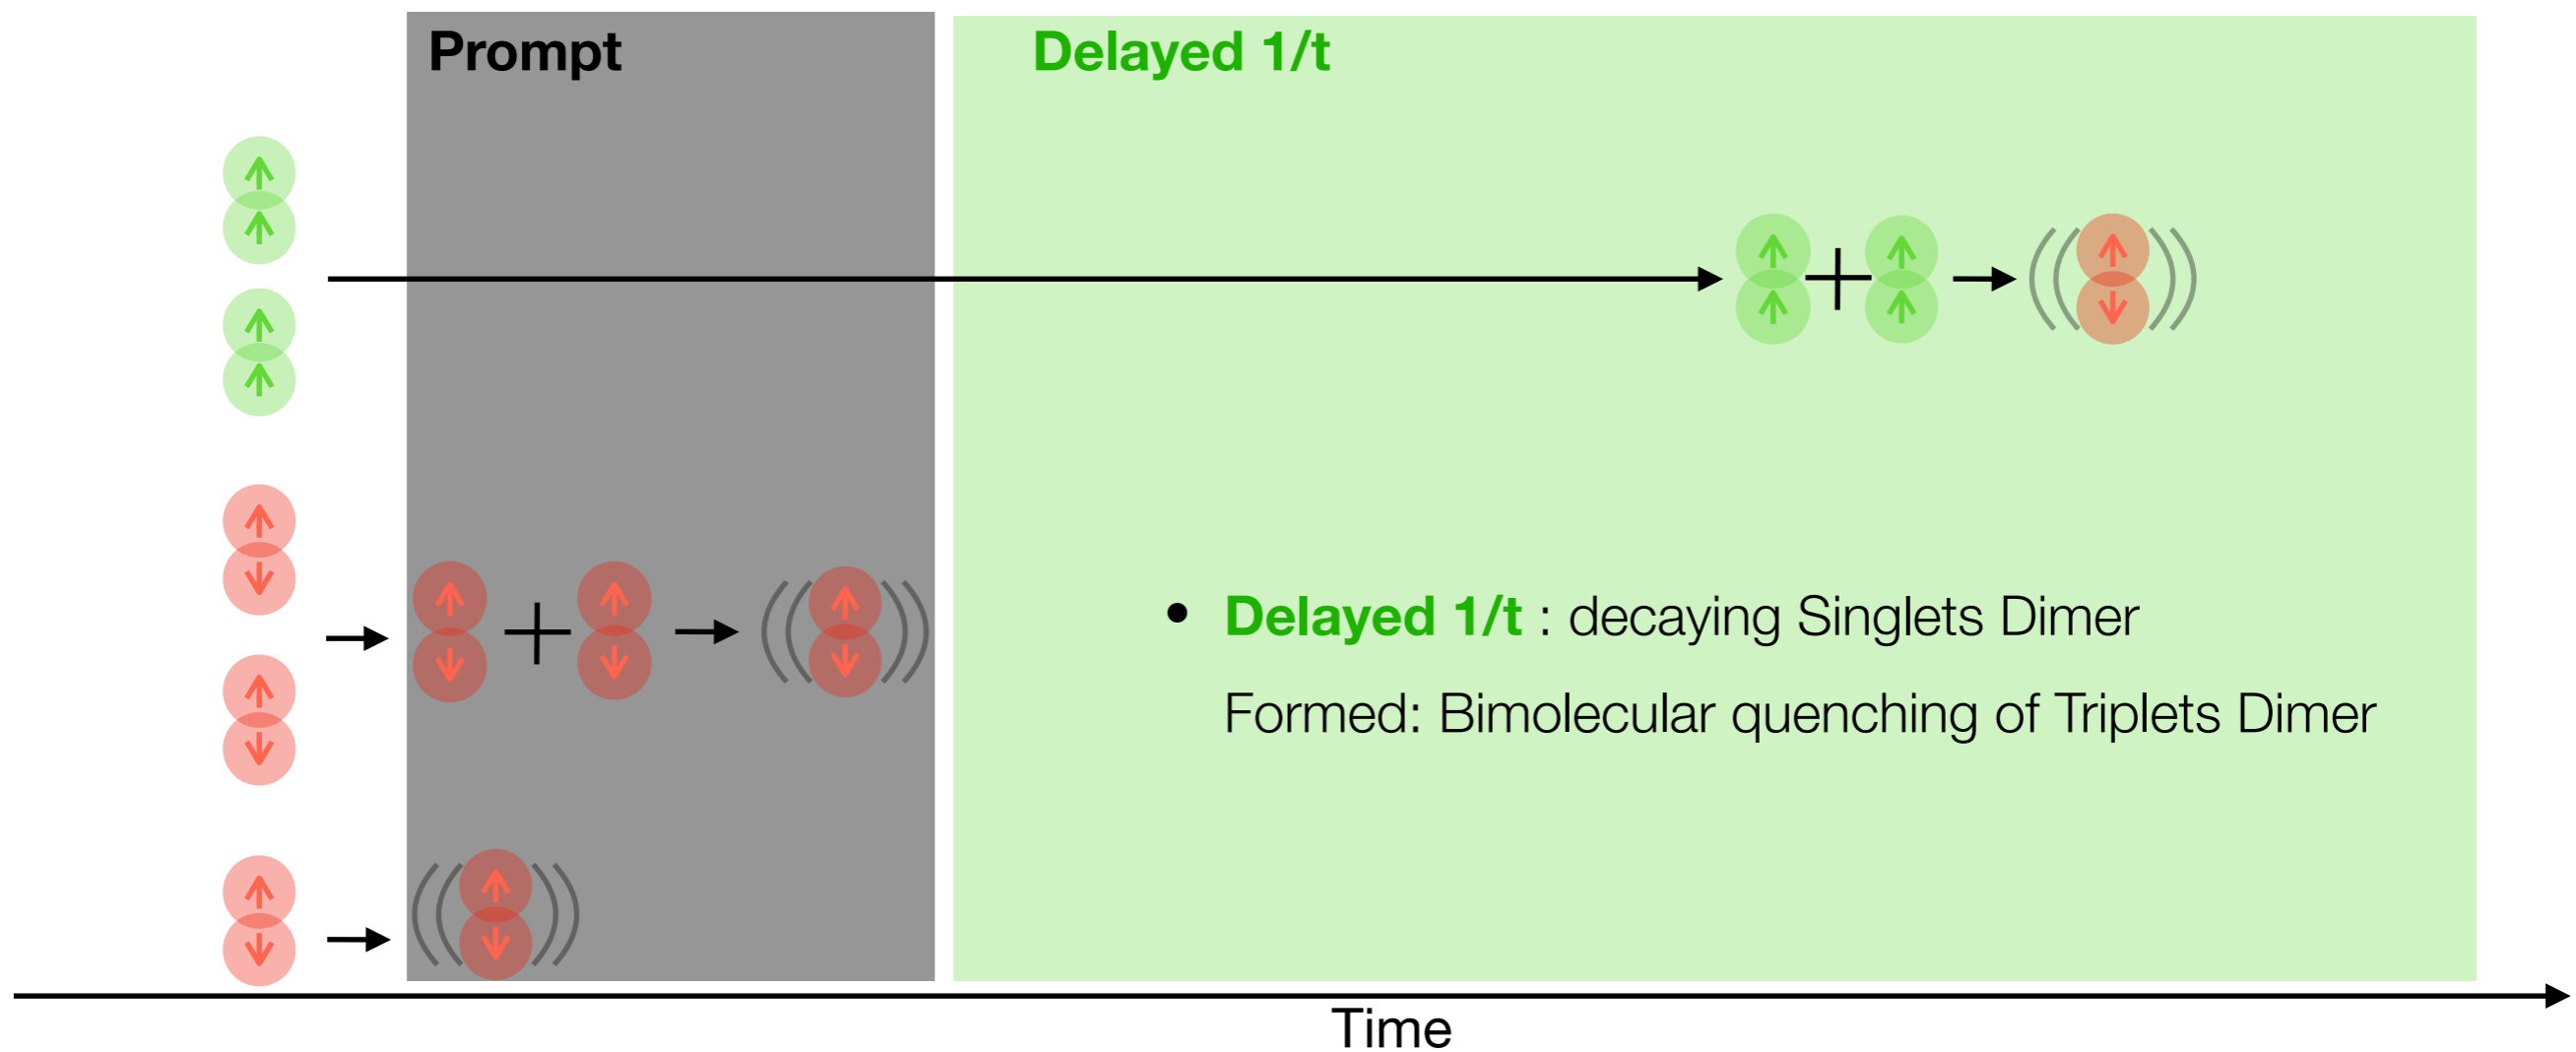 Prompt
Delayed 1/t
• Delayed 1/t : decaying Singlets Dimer
Formed: Bimolecular quenching of Triplets Dimer
Time